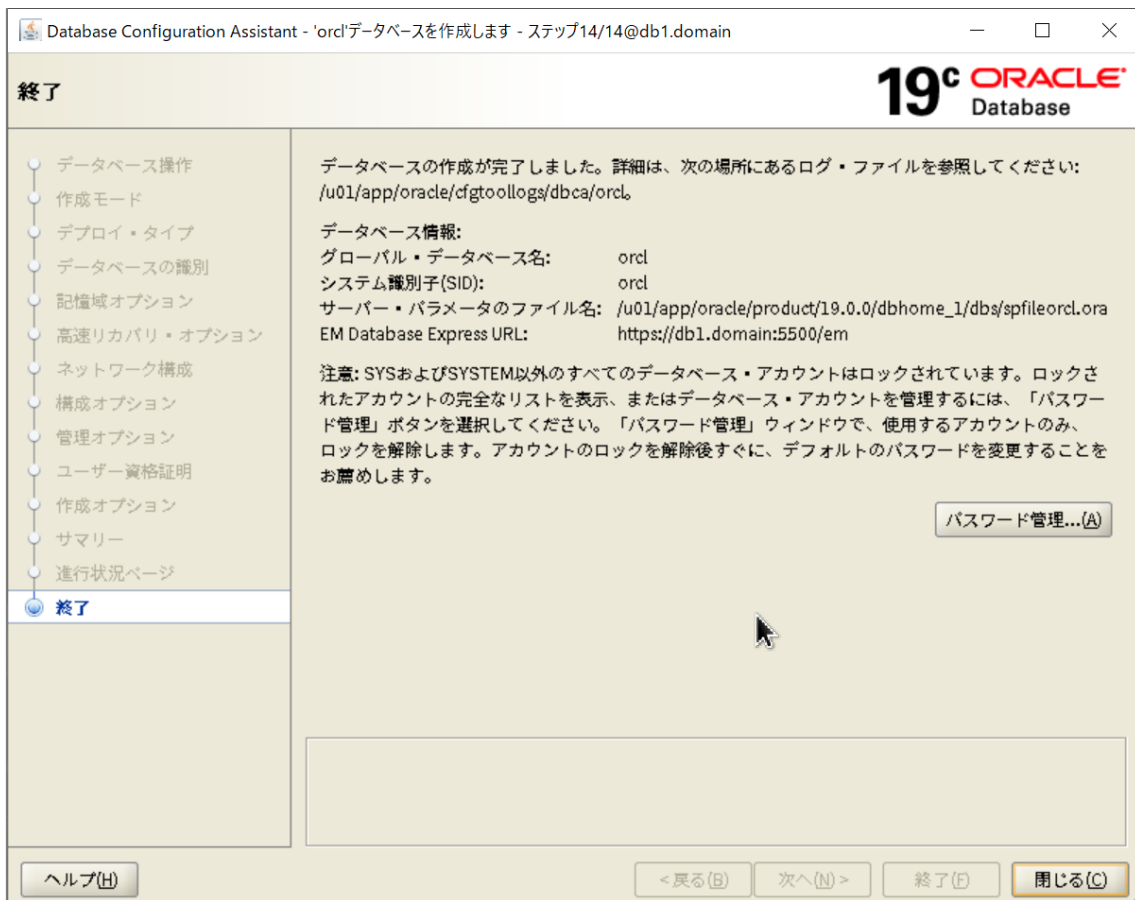 Database Configuration Assistant - 'orcl'データベースを作成します - ステップ14/14@db1.domain
終了
19c ORACLE Database
データベース操作
作成モード
デプロイ・タイプ
データベースの識別
記憶域オプション
高速リカバリ・オプション
ネットワーク構成
構成オプション
管理オプション
ユーザー資格証明
作成オプション
サマリー
進行状況ページ
終了
データベースの作成が完了しました。詳細は、次の場所にあるログ・ファイルを参照してください:
/u01/app/oracle/cfgtoollogs/dbca/orcl。
データベース情報:
グローバル・データベース名: orcl
システム識別子(SID): orcl
サーバー・パラメータのファイル名: /u01/app/oracle/product/19.0.0/dbhome_1/dbs/spfileorcl.ora
EM Database Express URL: https://db1.domain:5500/em
注意: SYSおよびSYSTEM以外のすべてのデータベース・アカウントはロックされています。ロックさ
れたアカウントの完全なリストを表示、またはデータベース・アカウントを管理するには、「パスワー
ド管理」ボタンを選択してください。「パスワード管理」ウィンドウで、使用するアカウントのみ、
ロックを解除します。アカウントのロックを解除後すぐに、デフォルトのパスワードを変更することを
お薦めします。
パスワード管理...(A)
ヘルプ(H)
<戻る(B)
次へ(N)>
終了(F)
閉じる(C)